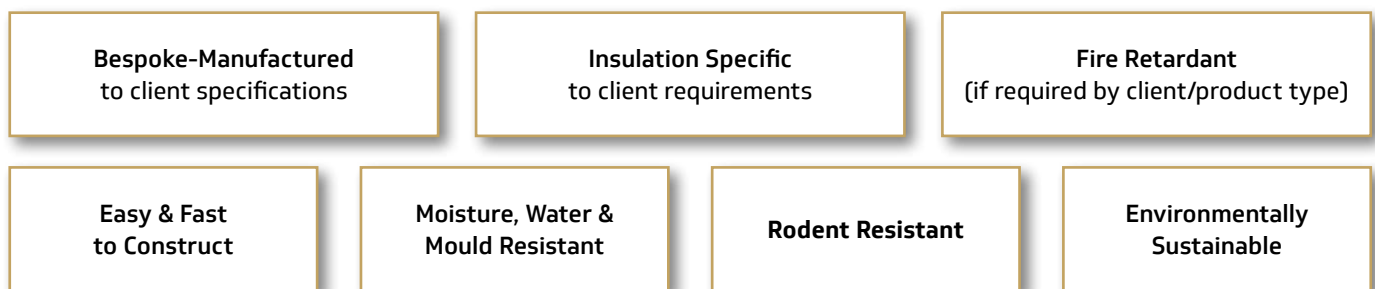 Bespoke-Manufactured
to client specifications
Insulation Specific
to client requirements
Fire Retardant
(if required by client/product type)
Easy & Fast
to Construct
Moisture, Water &
Mould Resistant
Rodent Resistant
Environmentally
Sustainable